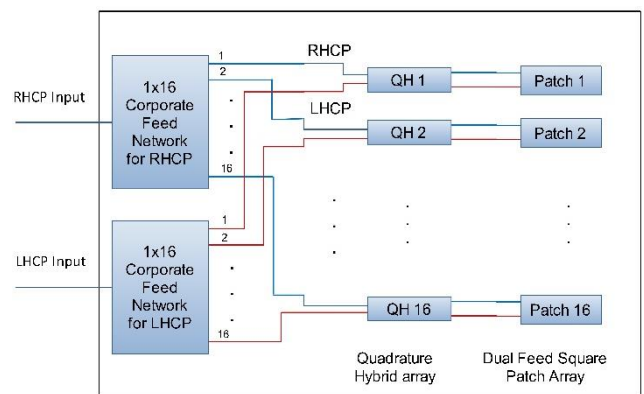 RHCP Input
1x16
Corporate
Feed
Network
for RHCP
1
2
16
RHCP
LHCP
QH 1
Patch 1
QH 2
Patch 2
LHCP Input
1x16
Corporate
Feed
Network
for LHCP
1
2
16
QH 16
Patch 16
Quadrature
Hybrid array
Dual Feed Square
Patch Array